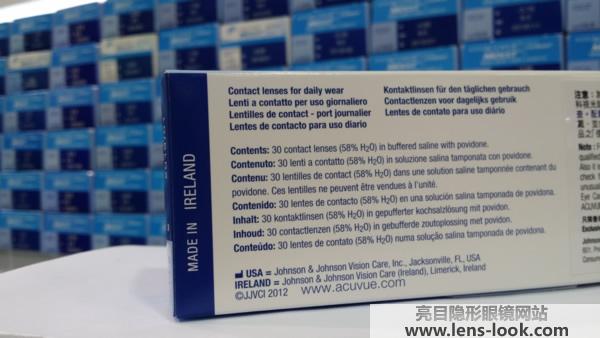 MADE IN IRELAND
Contact lenses for daily wear
Lenti a contatto per uso giornaliero
Lentilles de contact - port journalier
Lentes de contacto para uso diario
Kontaktlinsen für den täglichen gebrauch
Contactlenzen voor dagelijks gebruik
Lentes de contato para uso diário
Contents: 30 contact lenses (58% H2O) in buffered saline with povidone.
Contenuto: 30 lenti a contatto (58% H2O) in soluzione salina tamponata con povidone.
Contenu: 30 lentilles de contact (58% H2O) dans une solution saline tamponnée contenant du
povidone. Ces lentilles ne peuvent être vendues à l'unité.
Contenido: 30 lentes de contacto (58% H2O) en una solución salina tamponada de povidona.
Inhalt: 30 kontaktlinsen (58% H2O) in gepufferter kochsalzlösung mit povidon.
Inhoud: 30 contactlenzen (58% H2O) in gebufferde zoutoplossing met povidon.
Conteúdo: 30 lentes de contato (58% H2O) numa solução salina tamponada de povidona.
USA = Johnson & Johnson Vision Care, Inc., Jacksonville, FL, USA
IRELAND = Johnson & Johnson Vision Care (Ireland), Limerick, Ireland
©JJVCI 2012 www.acuvue.com
注意
Note :
亮目隐形眼镜网站
www.lens-look.com